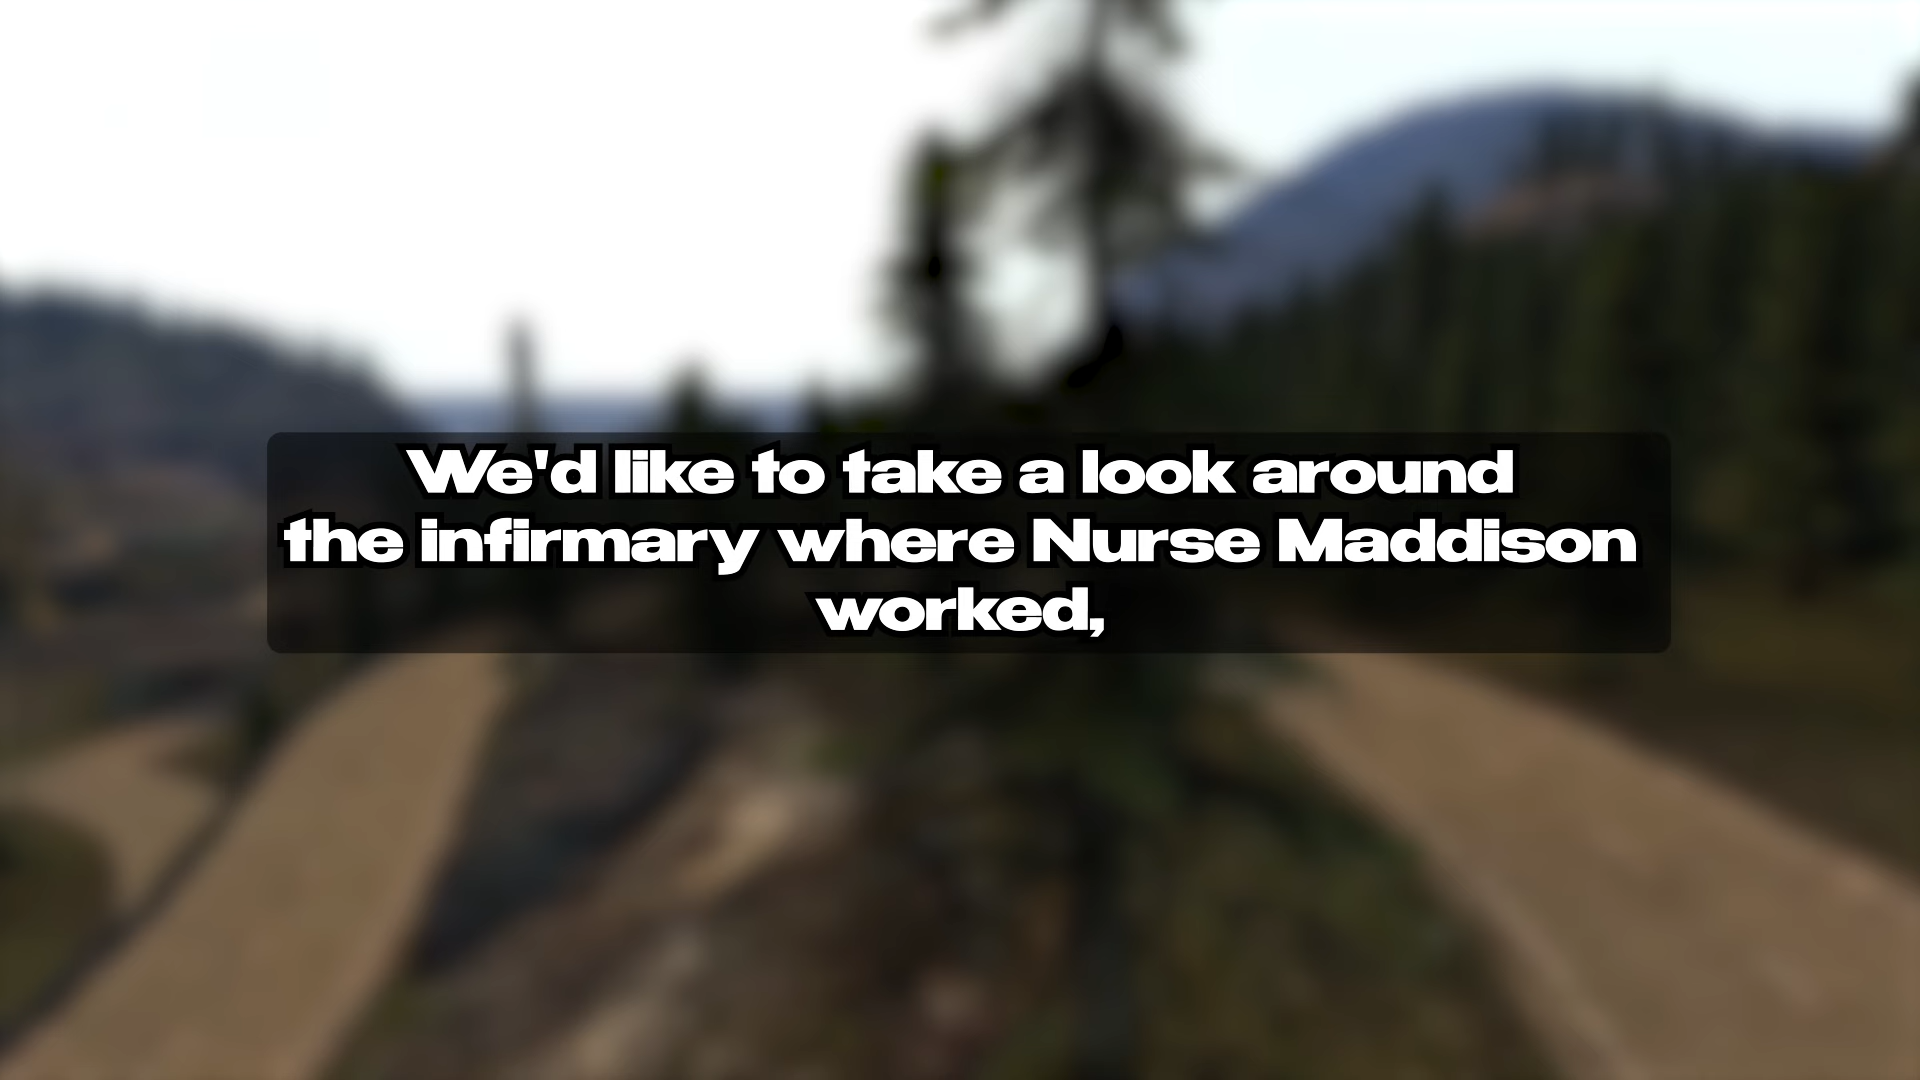 We'd like to take a look around
the infirmary where Nurse Maddison
worked,